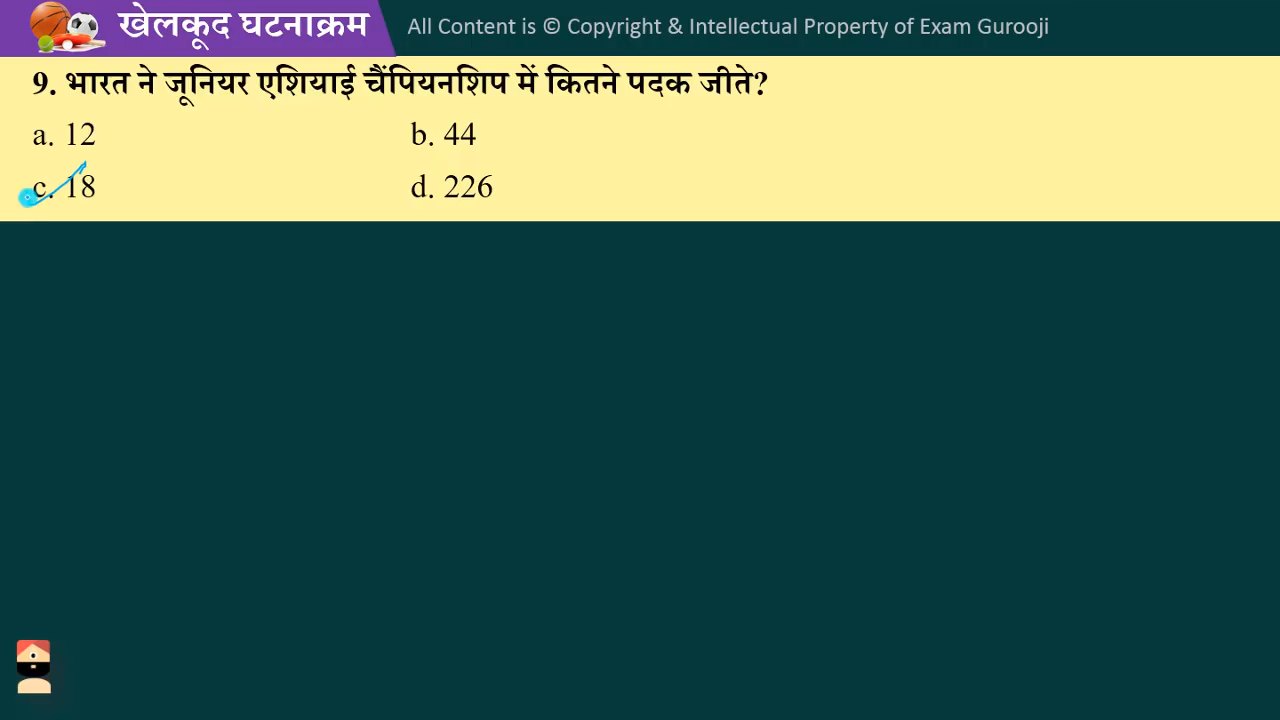 खेलकूद घटनाक्रम
All Content is © Copyright & Intellectual Property of Exam Gurooji
9. भारत ने जूनियर एशियाई चैंपियनशिप में कितने पदक जीते?
a. 12 b. 44
c. 18 d. 226